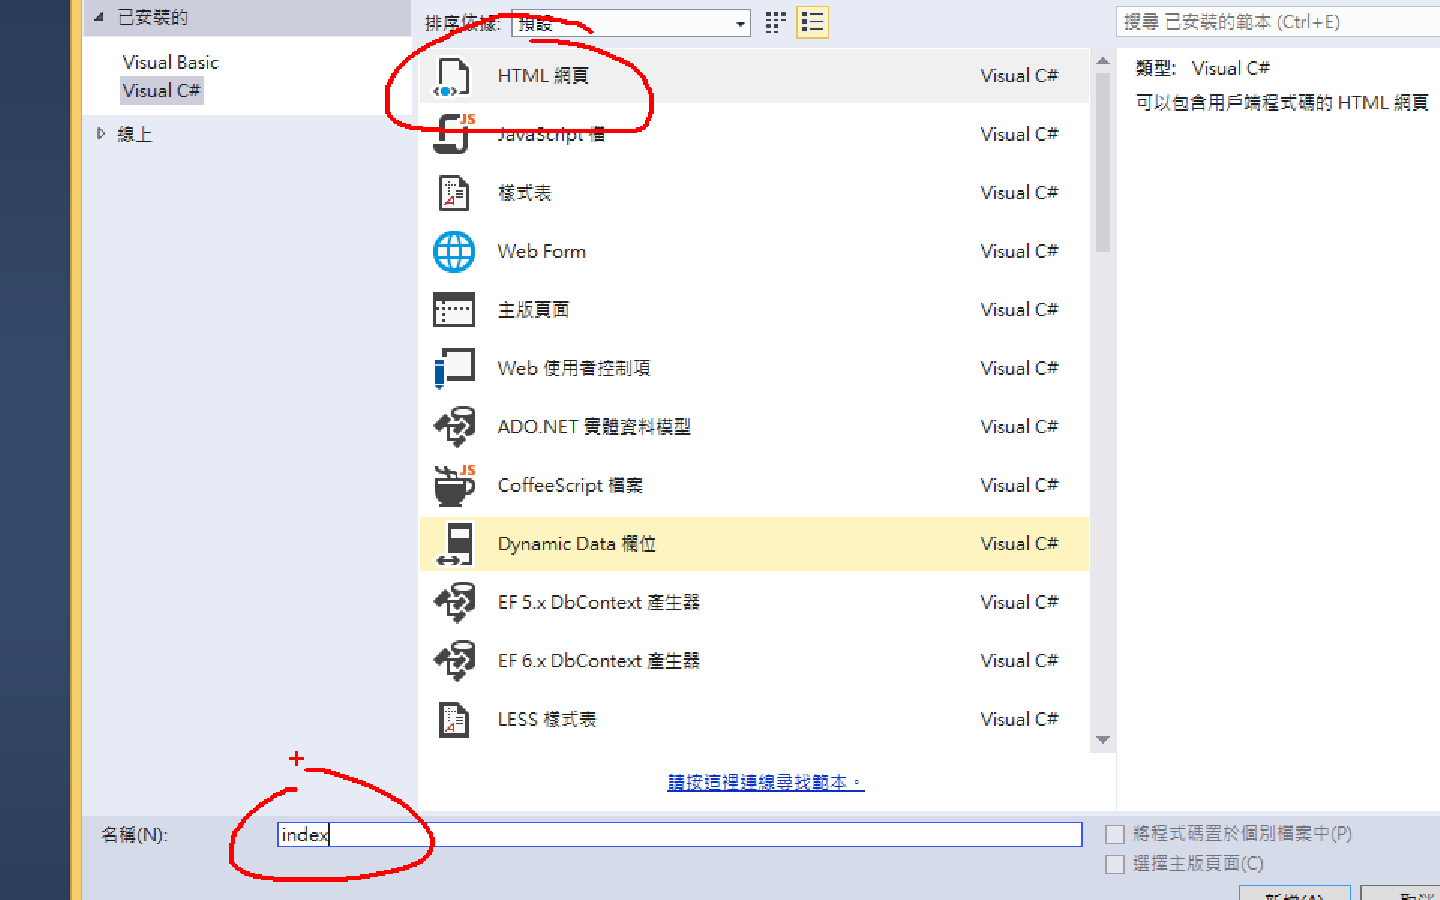 已安裝的
Visual Basic
Visual C#
線上
排序依據: 預設
搜尋 已安裝的範本 (Ctrl+E)
HTML 網頁 Visual C#
JavaScript 檔 Visual C#
樣式表 Visual C#
Web Form Visual C#
主版頁面 Visual C#
Web 使用者控制項 Visual C#
ADO.NET 實體資料模型 Visual C#
CoffeeScript 檔案 Visual C#
Dynamic Data 欄位 Visual C#
EF 5.x DbContext 產生器 Visual C#
EF 6.x DbContext 產生器 Visual C#
LESS 樣式表 Visual C#
請按這裡連線尋找範本。
類型: Visual C#
可以包含用戶端程式碼的 HTML 網頁
名稱(N): index
將程式碼置於個別檔案中(P)
選擇主版頁面(C)
新增(A) 取消